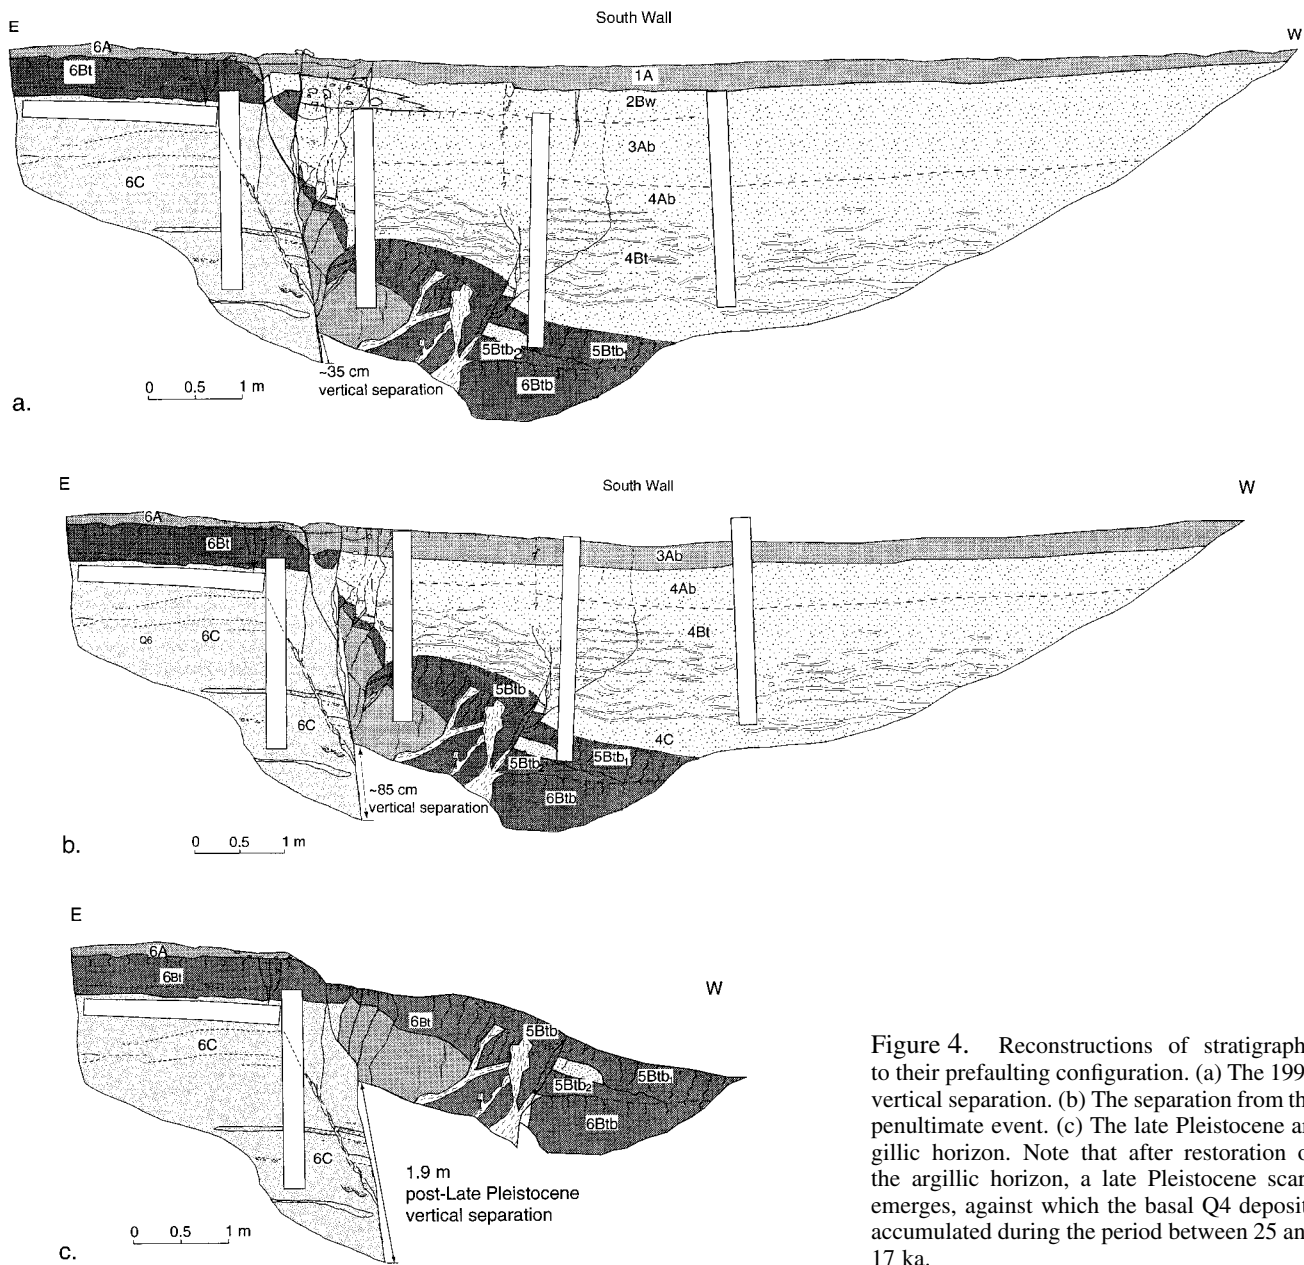 South Wall
E
W
6A
6Bt
1A
2Bw
3Ab
6C
4Ab
4Bt
5Btb2
5Btb1
6Btb
~35 cm
vertical separation
0 0.5 1 m
a.
E
South Wall
W
6A
6Bt
3Ab
4Ab
4Bt
Q6
6C
5Btb
6C
4C
5Btb1
5Btb2
6Btb
~85 cm
vertical separation
0 0.5 1 m
b.
E
6A
6Bt
W
6Bt
5Btb
6C
5Btb1
5Btb2
6Btb
6C
1.9 m
post-Late Pleistocene
vertical separation
0 0.5 1 m
c.
Figure 4. Reconstructions of stratigraph
to their prefaulting configuration. (a) The 199
vertical separation. (b) The separation from th
penultimate event. (c) The late Pleistocene ar
gillic horizon. Note that after restoration o
the argillic horizon, a late Pleistocene scar
emerges, against which the basal Q4 deposit
accumulated during the period between 25 an
17 ka.